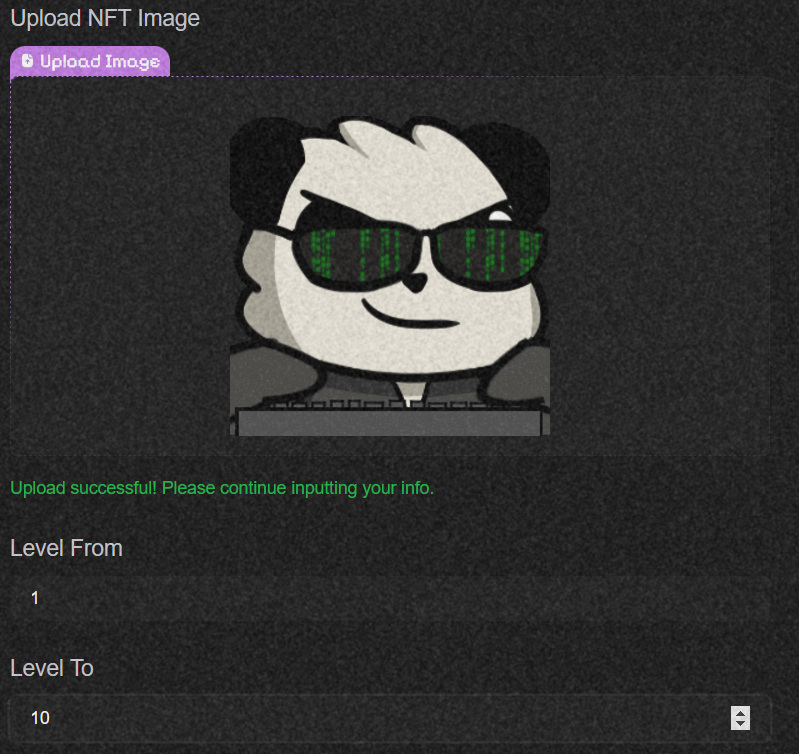 Upload NFT Image
Upload Image
Upload successful! Please continue inputting your info.
Level From
1
Level To
10